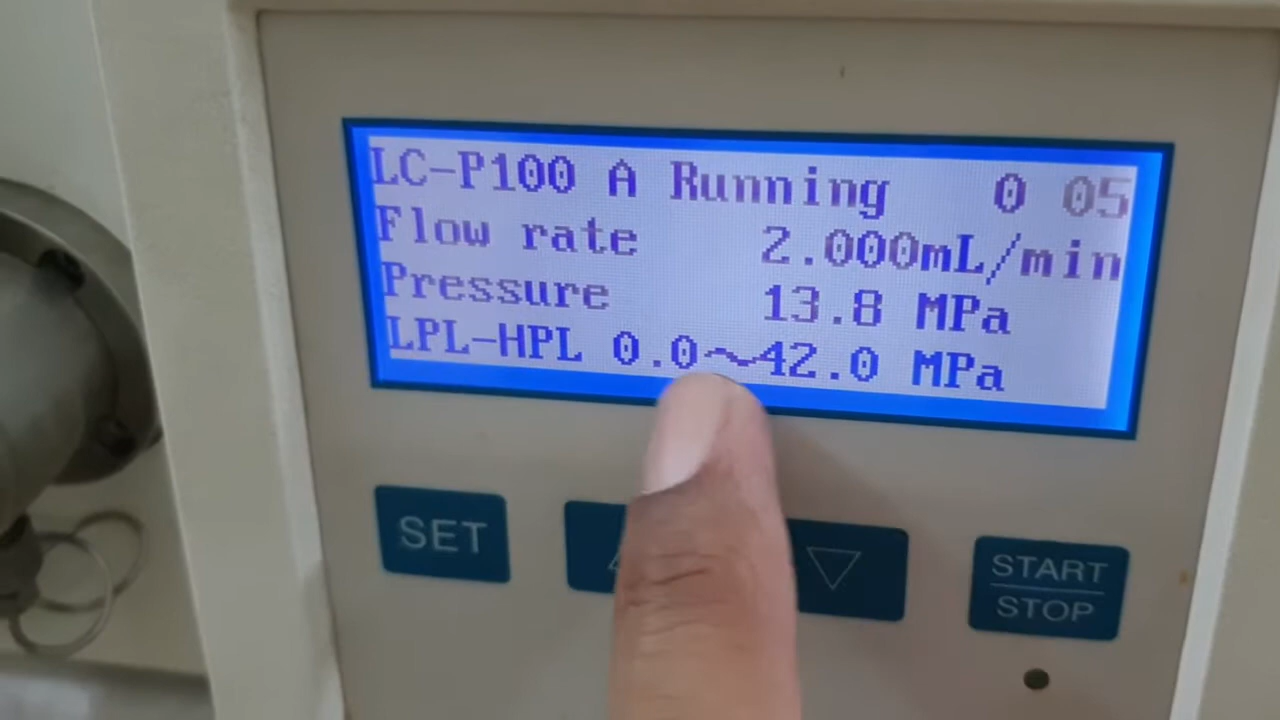 LC-P100 A Running 0 05
Flow rate 2.000mL/min
Pressure 13.8 MPa
LPL-HPL 0.0~42.0 MPa
SET
START
STOP